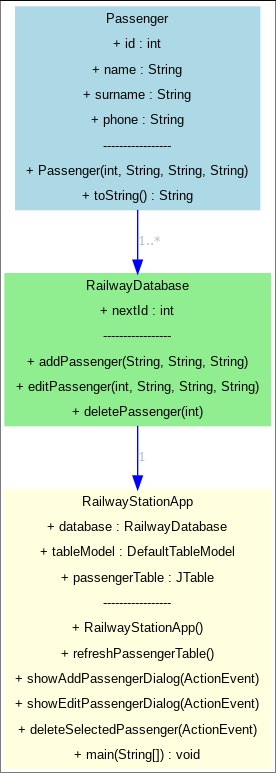 Passenger
+ id : int
+ name : String
+ surname : String
+ phone : String
-----------------
+ Passenger(int, String, String, String)
+ toString() : String
1..*
RailwayDatabase
+ nextId : int
-----------------
+ addPassenger(String, String, String)
+ editPassenger(int, String, String, String)
+ deletePassenger(int)
1
RailwayStationApp
+ database : RailwayDatabase
+ tableModel : DefaultTableModel
+ passengerTable : JTable
-----------------
+ RailwayStationApp()
+ refreshPassengerTable()
+ showAddPassengerDialog(ActionEvent)
+ showEditPassengerDialog(ActionEvent)
+ deleteSelectedPassenger(ActionEvent)
+ main(String[]) : void